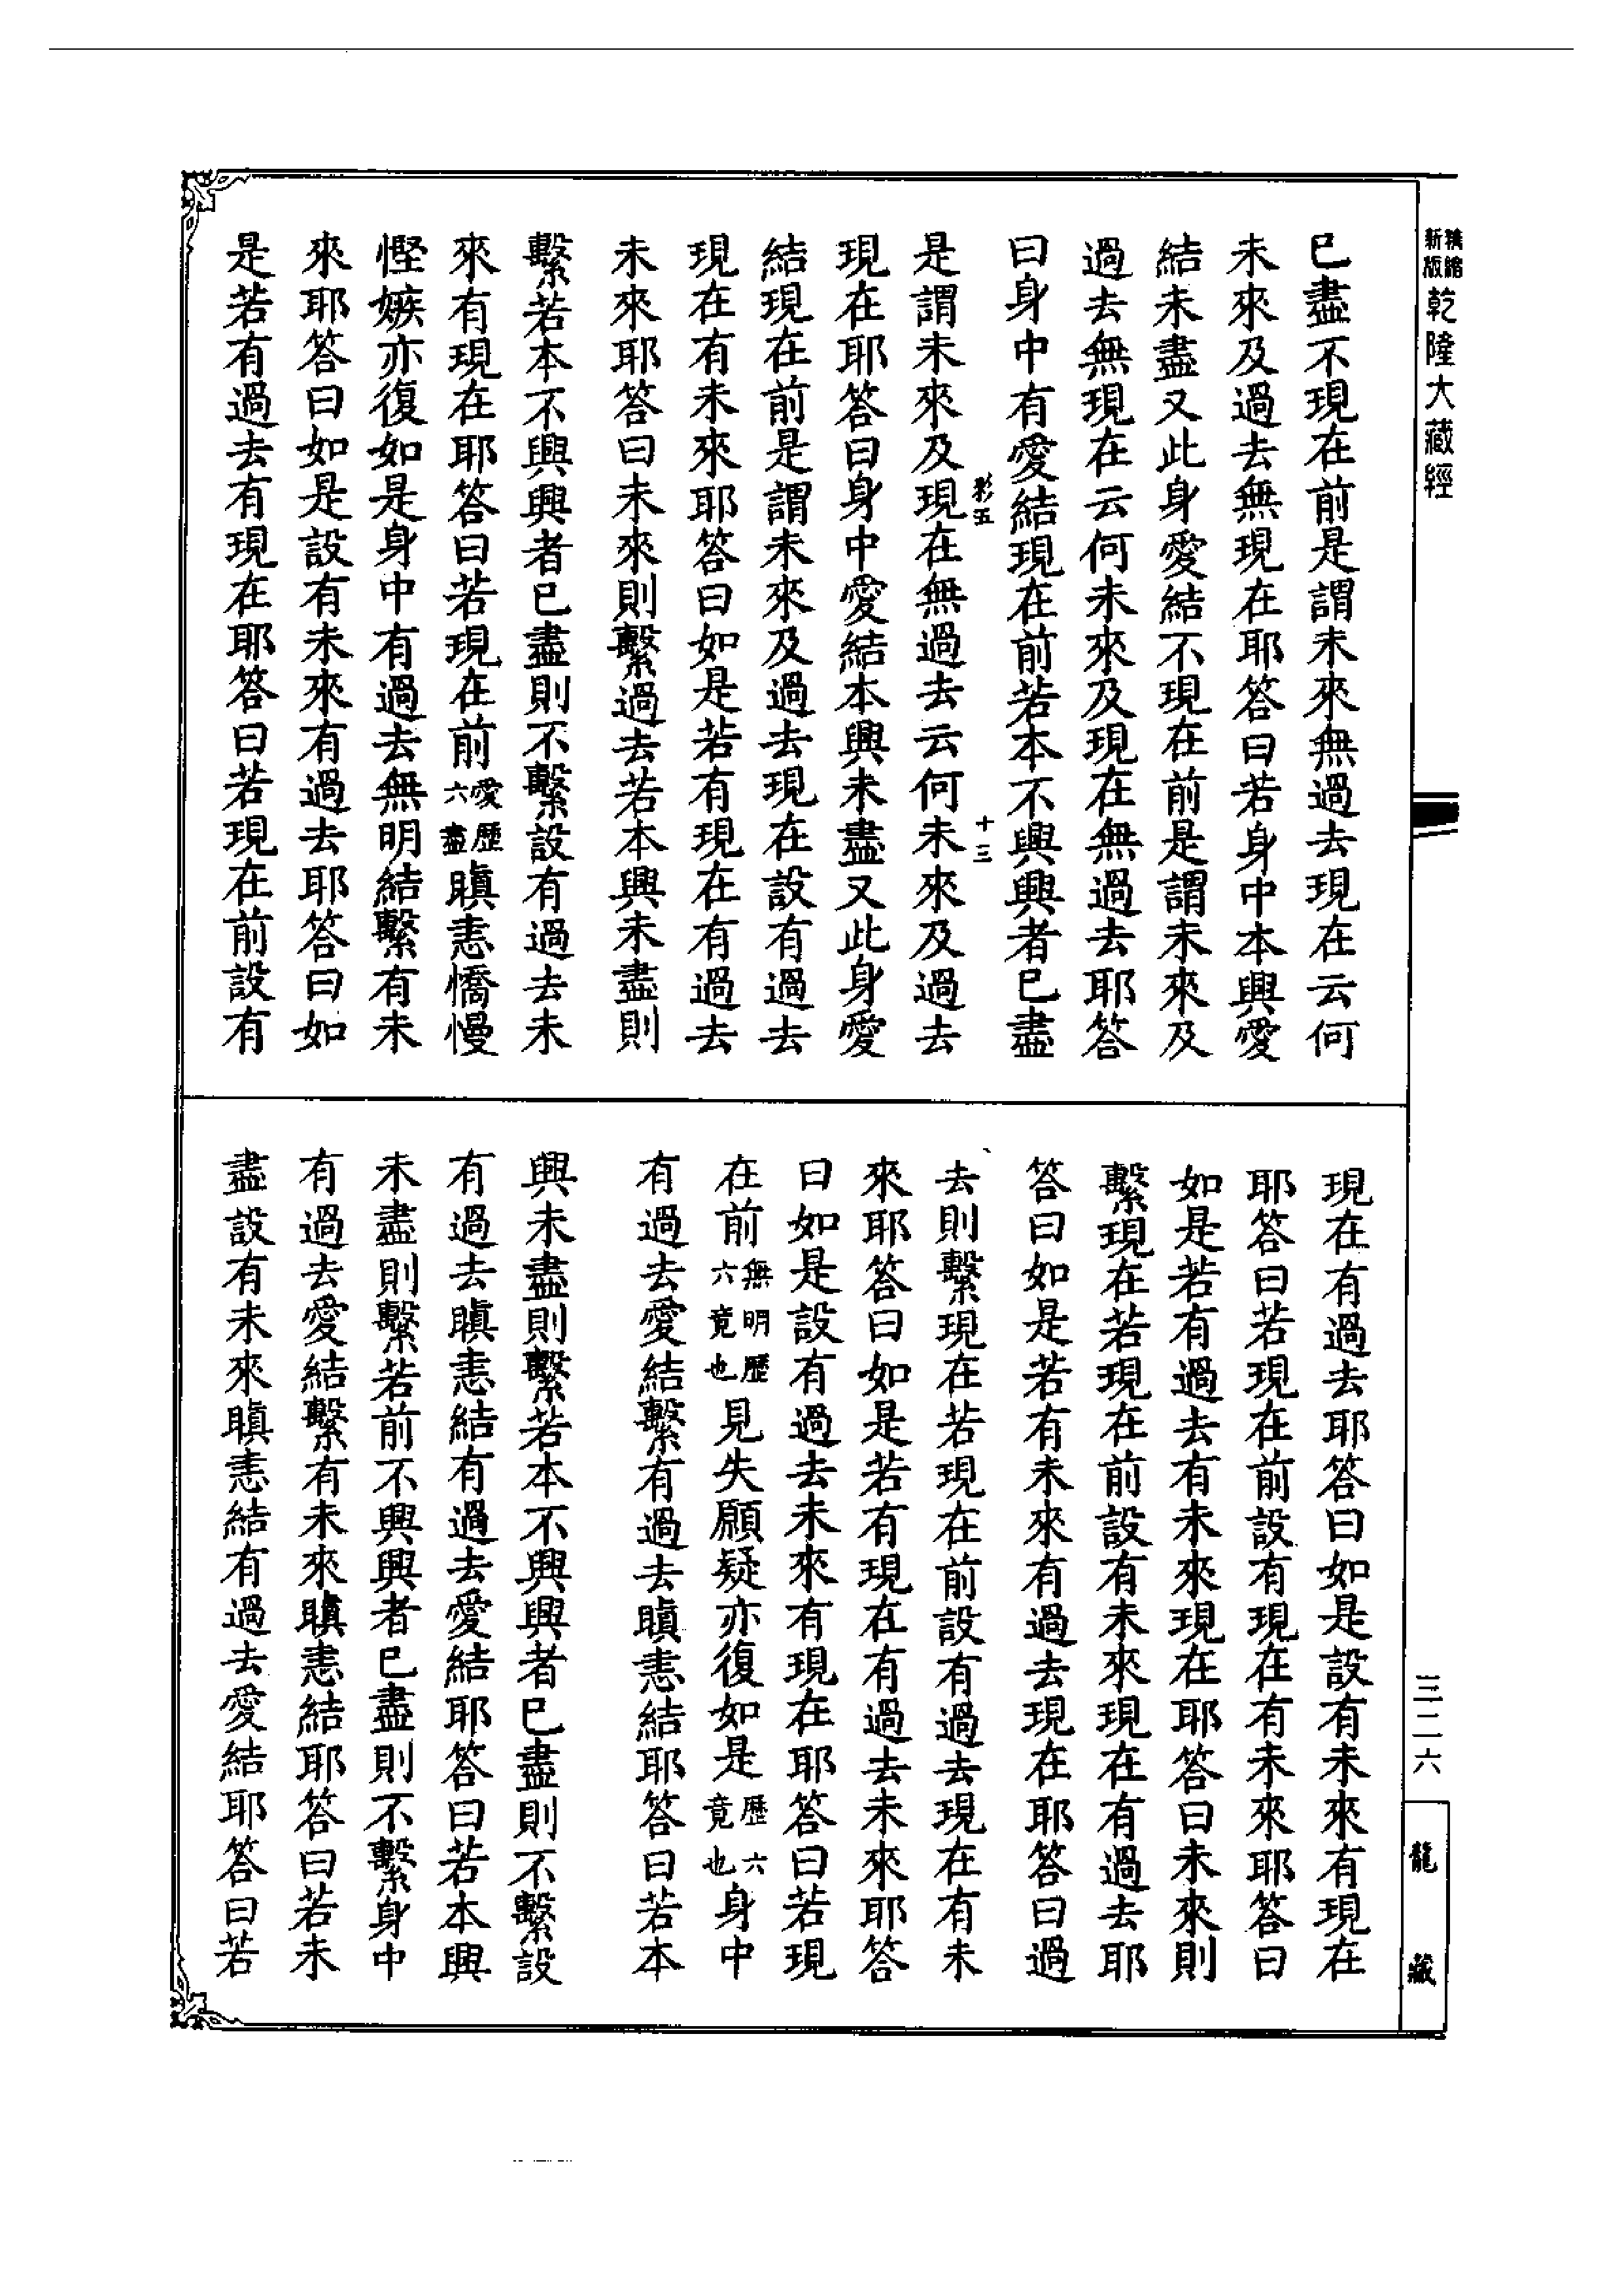 新版精縮
乾隆大藏經
已盡不現在前是謂未來無過去現在云何
未來及過去無現在耶答曰若身中本興愛
結未盡又此身愛結不現在前是謂未來及
過去無現在云何未來及現在無過去耶答
曰身中有愛結現在前若本不興興者已盡
是謂未來及現在無過去云何未來及過去
現在耶答曰身中愛結本興未盡又此身愛
結現在前是謂未來及過去現在設有過去
現在有未來耶答曰如是若有現在有過去
未來耶答曰未來則繫過去若本興未盡則
繫若本不興興者已盡則不繫設有過去未
來有現在耶答曰若現在前愛歷六盡瞋恚憍慢
慳嫉亦復如是身中有過去無明結繫有未
來耶答曰如是設有未來有過去耶答曰如
是若有過去有現在耶答曰若現在前設有
十三
現在有過去耶答曰如是設有未來有現在
耶答曰若現在前設有現在有未來耶答曰
如是若有過去有未來現在耶答曰未來則
繫現在若現在前設有未來現在有過去耶
答曰如是若有未來有過去現在耶答曰過
去則繫現在若現在前設有過去現在有未
來耶答曰如是若有現在有過去未來耶答
曰如是設有過去未來有現在耶答曰若現
在前無明歷六竟也見失願疑亦復如是歷六竟也身中
有過去愛結繫有過去瞋恚結耶答曰若本
興未盡則繫若本不興興者已盡則不繫設
有過去瞋恚結有過去愛結耶答曰若本興
未盡則繫若前不興興者已盡則不繫身中
有過去愛結繫有未來瞋恚結耶答曰若未
盡設有未來瞋恚結有過去愛結耶答曰若
三二六
龍藏